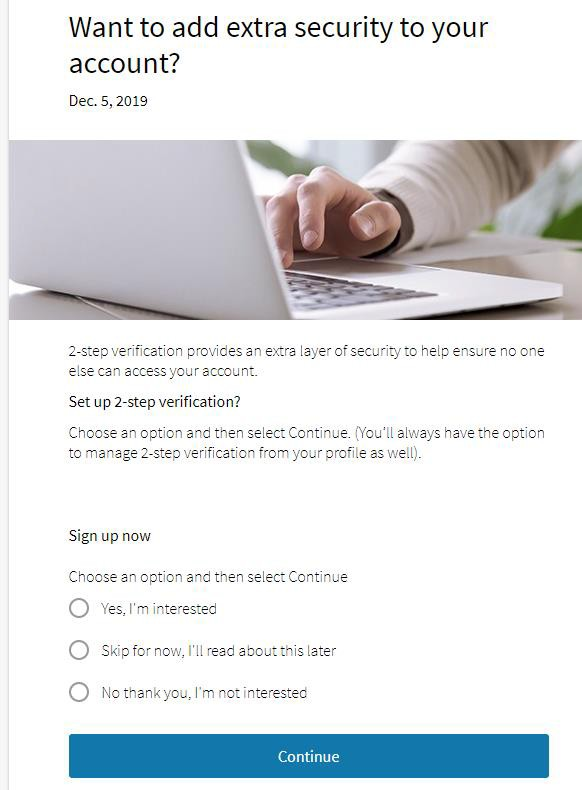 Want to add extra security to your
account?
Dec. 5, 2019
2-step verification provides an extra layer of security to help ensure no one
else can access your account.
Set up 2-step verification?
Choose an option and then select Continue. (You'll always have the option
to manage 2-step verification from your profile as well).
Sign up now
Choose an option and then select Continue
Yes, I'm interested
Skip for now, I'll read about this later
No thank you, I'm not interested
Continue